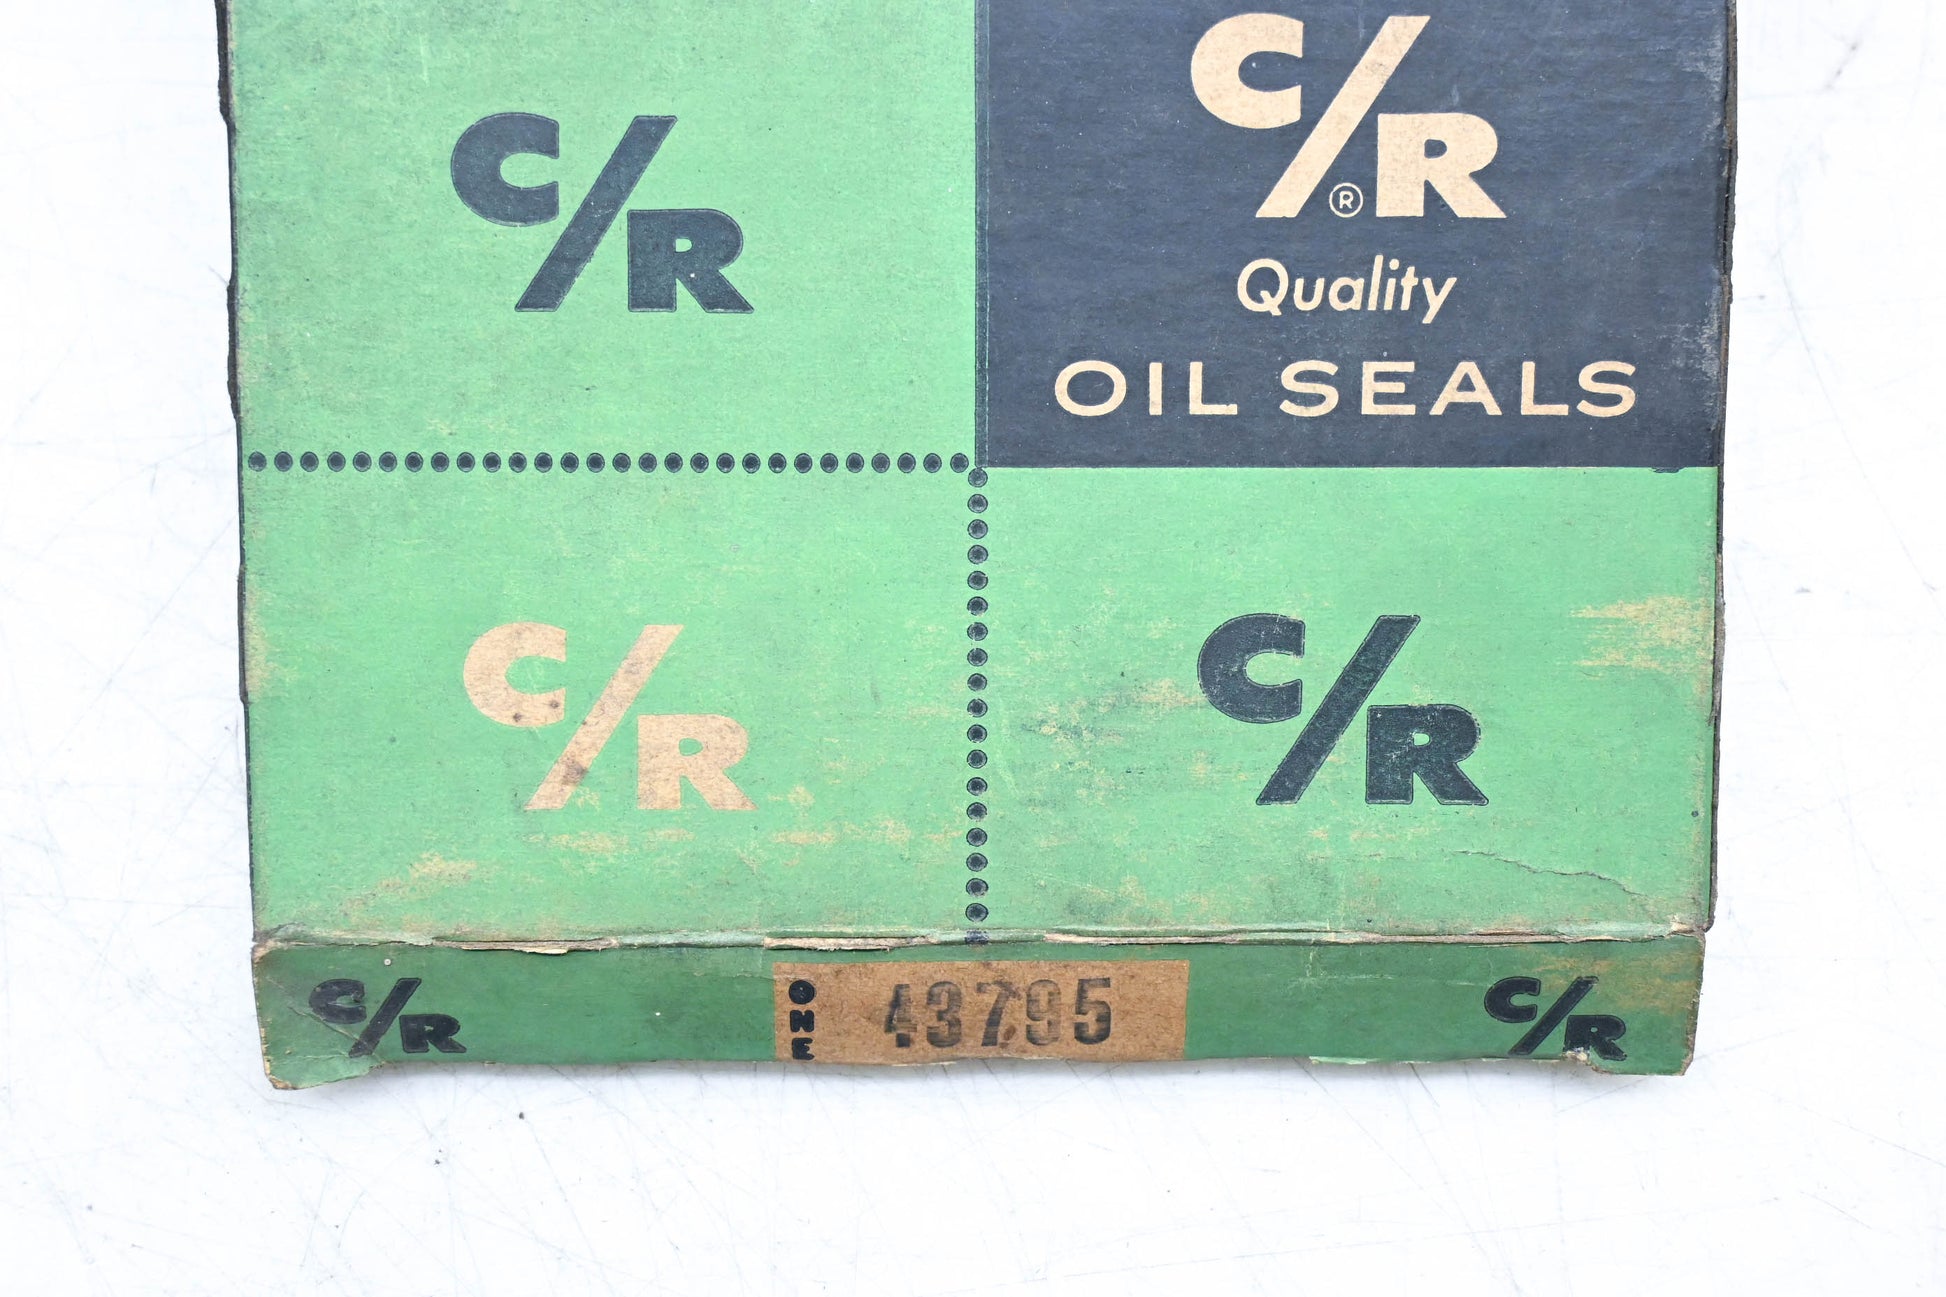 C/R
C/R®
Quality
OIL SEALS
C/R
C/R
C/R
ONE
43795
C/R